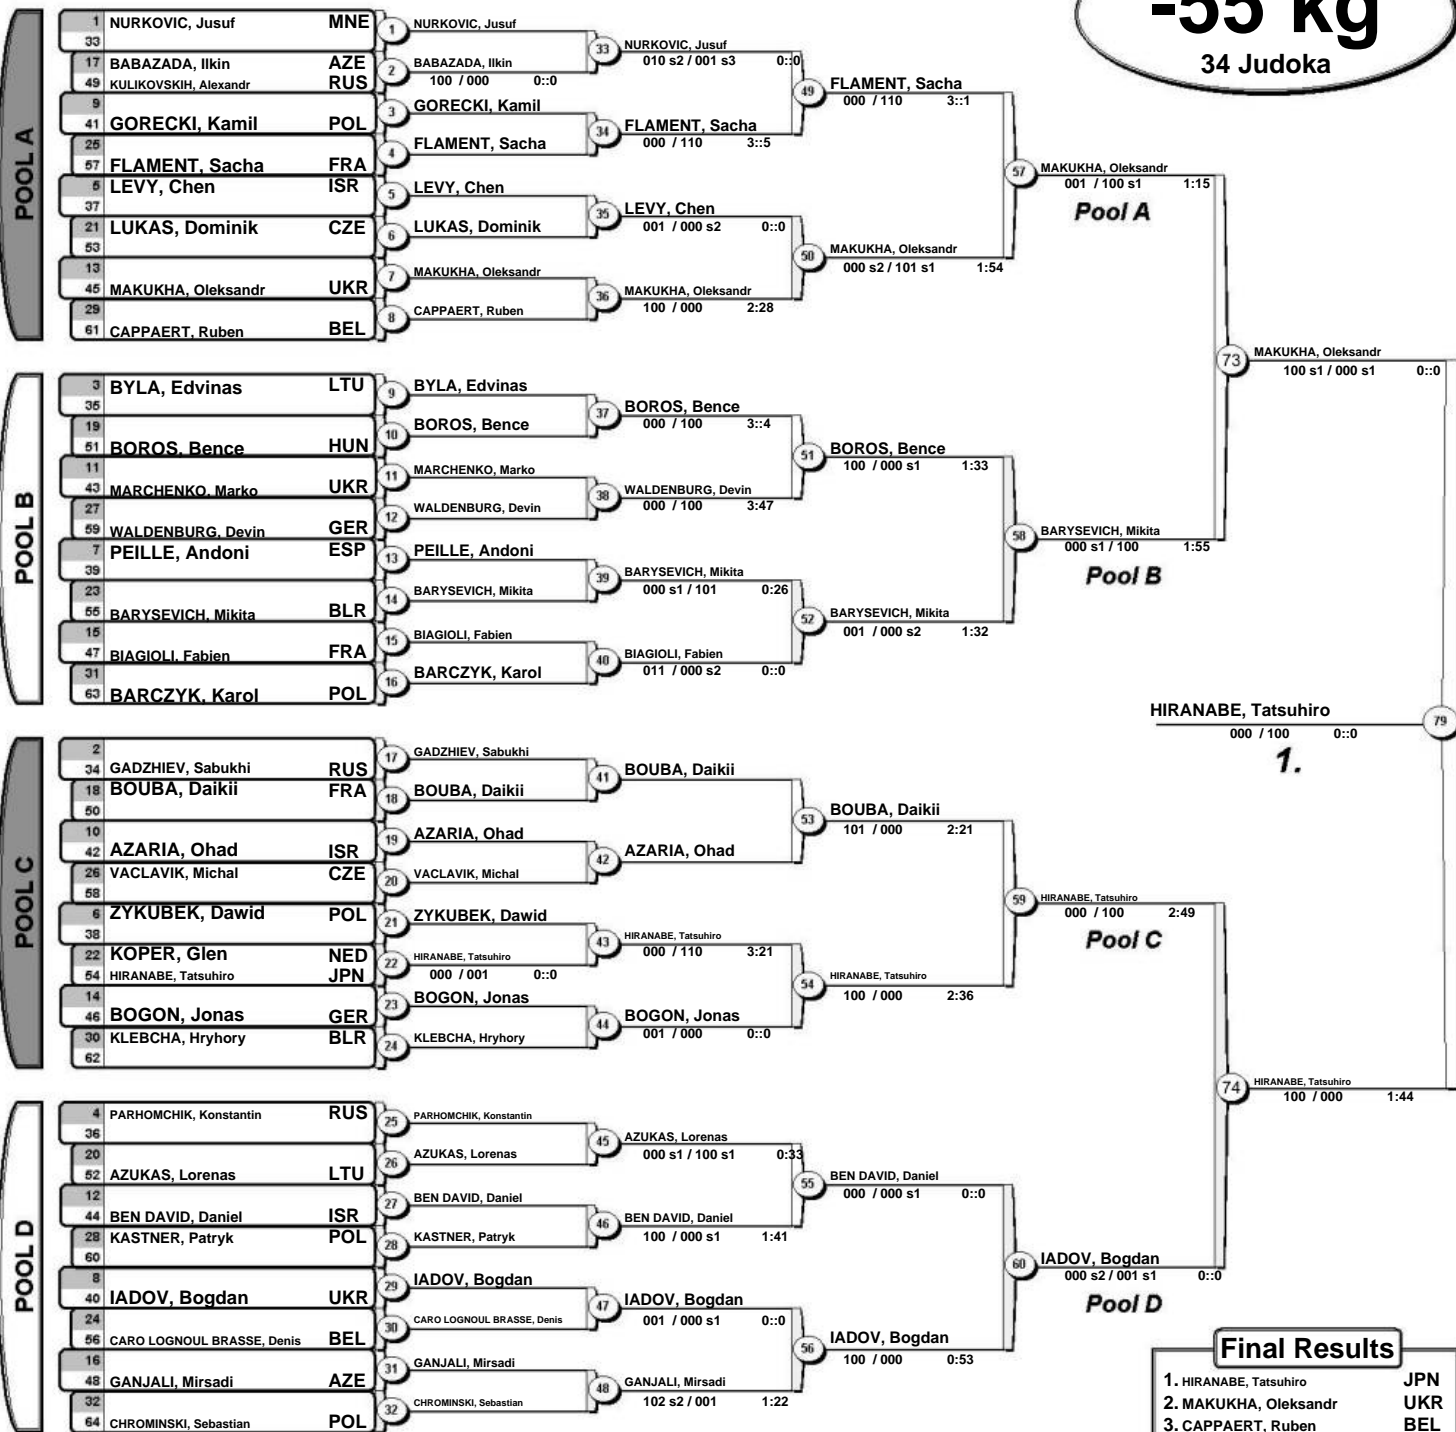 -55 kg
34 Judoka
POOL A
1 NURKOVIC, Jusuf MNE
33
17 BABAZADA, Ilkin AZE
49 KULIKOVSKIH, Alexandr RUS
9
41 GORECKI, Kamil POL
25
57 FLAMENT, Sacha FRA
5 LEVY, Chen ISR
37
21 LUKAS, Dominik CZE
53
13
45 MAKUKHA, Oleksandr UKR
29
61 CAPPAERT, Ruben BEL
1 NURKOVIC, Jusuf
2 BABAZADA, Ilkin
100 / 000 0::0
3 GORECKI, Kamil
4 FLAMENT, Sacha
5 LEVY, Chen
6 LUKAS, Dominik
7 MAKUKHA, Oleksandr
8 CAPPAERT, Ruben
33 NURKOVIC, Jusuf
010 s2 / 001 s3 0::0
34 FLAMENT, Sacha
000 / 110 3::5
35 LEVY, Chen
001 / 000 s2 0::0
36 MAKUKHA, Oleksandr
100 / 000 2:28
49 FLAMENT, Sacha
000 / 110 3::1
50 MAKUKHA, Oleksandr
000 s2 / 101 s1 1:54
57 MAKUKHA, Oleksandr
001 / 100 s1 1:15
Pool A
POOL B
3 BYLA, Edvinas LTU
35
19
51 BOROS, Bence HUN
11
43 MARCHENKO, Marko UKR
27
59 WALDENBURG, Devin GER
7 PEILLE, Andoni ESP
39
23
55 BARYSEVICH, Mikita BLR
15
47 BIAGIOLI, Fabien FRA
31
63 BARCZYK, Karol POL
9 BYLA, Edvinas
10 BOROS, Bence
11 MARCHENKO, Marko
12 WALDENBURG, Devin
13 PEILLE, Andoni
14 BARYSEVICH, Mikita
15 BIAGIOLI, Fabien
16 BARCZYK, Karol
37 BOROS, Bence
000 / 100 3::4
38 WALDENBURG, Devin
000 / 100 3:47
39 BARYSEVICH, Mikita
000 s1 / 101 0:26
40 BIAGIOLI, Fabien
011 / 000 s2 0::0
51 BOROS, Bence
100 / 000 s1 1:33
52 BARYSEVICH, Mikita
001 / 000 s2 1:32
58 BARYSEVICH, Mikita
000 s1 / 100 1:55
Pool B
73 MAKUKHA, Oleksandr
100 s1 / 000 s1 0::0
HIRANABE, Tatsuhiro 79
000 / 100 0::0
1.
POOL C
2
34 GADZHIEV, Sabukhi RUS
18 BOUBA, Daikii FRA
50
10
42 AZARIA, Ohad ISR
26 VACLAVIK, Michal CZE
58
6 ZYKUBEK, Dawid POL
38
22 KOPER, Glen NED
54 HIRANABE, Tatsuhiro JPN
14
46 BOGON, Jonas GER
30 KLEBCHA, Hryhory BLR
62
17 GADZHIEV, Sabukhi
18 BOUBA, Daikii
19 AZARIA, Ohad
20 VACLAVIK, Michal
21 ZYKUBEK, Dawid
22 HIRANABE, Tatsuhiro
000 / 001 0::0
23 BOGON, Jonas
24 KLEBCHA, Hryhory
41 BOUBA, Daikii
42 AZARIA, Ohad
43 HIRANABE, Tatsuhiro
000 / 110 3:21
44 BOGON, Jonas
001 / 000 0::0
53 BOUBA, Daikii
101 / 000 2:21
54 HIRANABE, Tatsuhiro
100 / 000 2:36
59 HIRANABE, Tatsuhiro
000 / 100 2:49
Pool C
POOL D
4 PARHOMCHIK, Konstantin RUS
36
20
52 AZUKAS, Lorenas LTU
12
44 BEN DAVID, Daniel ISR
28 KASTNER, Patryk POL
60
8
40 IADOV, Bogdan UKR
24
56 CARO LOGNOUL BRASSE, Denis BEL
16
48 GANJALI, Mirsadi AZE
32
64 CHROMINSKI, Sebastian POL
25 PARHOMCHIK, Konstantin
26 AZUKAS, Lorenas
27 BEN DAVID, Daniel
28 KASTNER, Patryk
29 IADOV, Bogdan
30 CARO LOGNOUL BRASSE, Denis
31 GANJALI, Mirsadi
32 CHROMINSKI, Sebastian
45 AZUKAS, Lorenas
000 s1 / 100 s1 0:33
46 BEN DAVID, Daniel
100 / 000 s1 1:41
47 IADOV, Bogdan
001 / 000 s1 0::0
48 GANJALI, Mirsadi
102 s2 / 001 1:22
55 BEN DAVID, Daniel
000 / 000 s1 0::0
56 IADOV, Bogdan
100 / 000 0:53
60 IADOV, Bogdan
000 s2 / 001 s1 0::0
Pool D
74 HIRANABE, Tatsuhiro
100 / 000 1:44
Final Results
1. HIRANABE, Tatsuhiro JPN
2. MAKUKHA, Oleksandr UKR
3. CAPPAERT, Ruben BEL